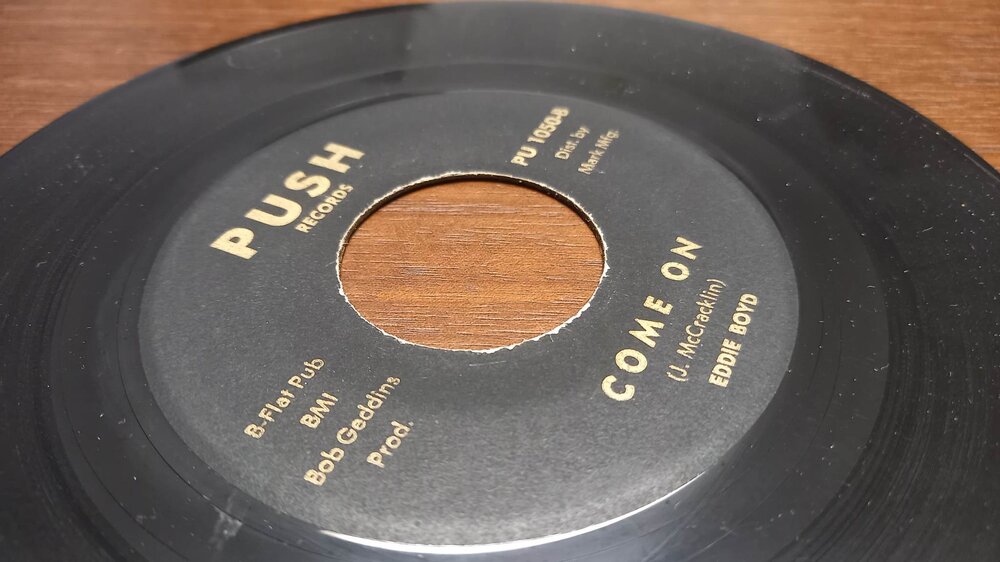 PUSH
RECORDS
PU 1050-B
Dist. by
Mark Mfg.
B-Flat Pub
BMI
Bob Geddins
Prod.
COME ON
(J. McCracklin)
EDDIE BOYD